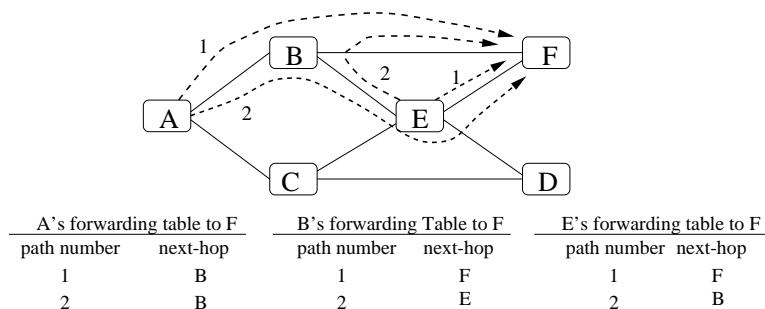 1
B
F
2
1
A
2
E
C
D
A's forwarding table to F
path number next-hop
1 B
2 B
B's forwarding Table to F
path number next-hop
1 F
2 E
E's forwarding table to F
path number next-hop
1 F
2 B